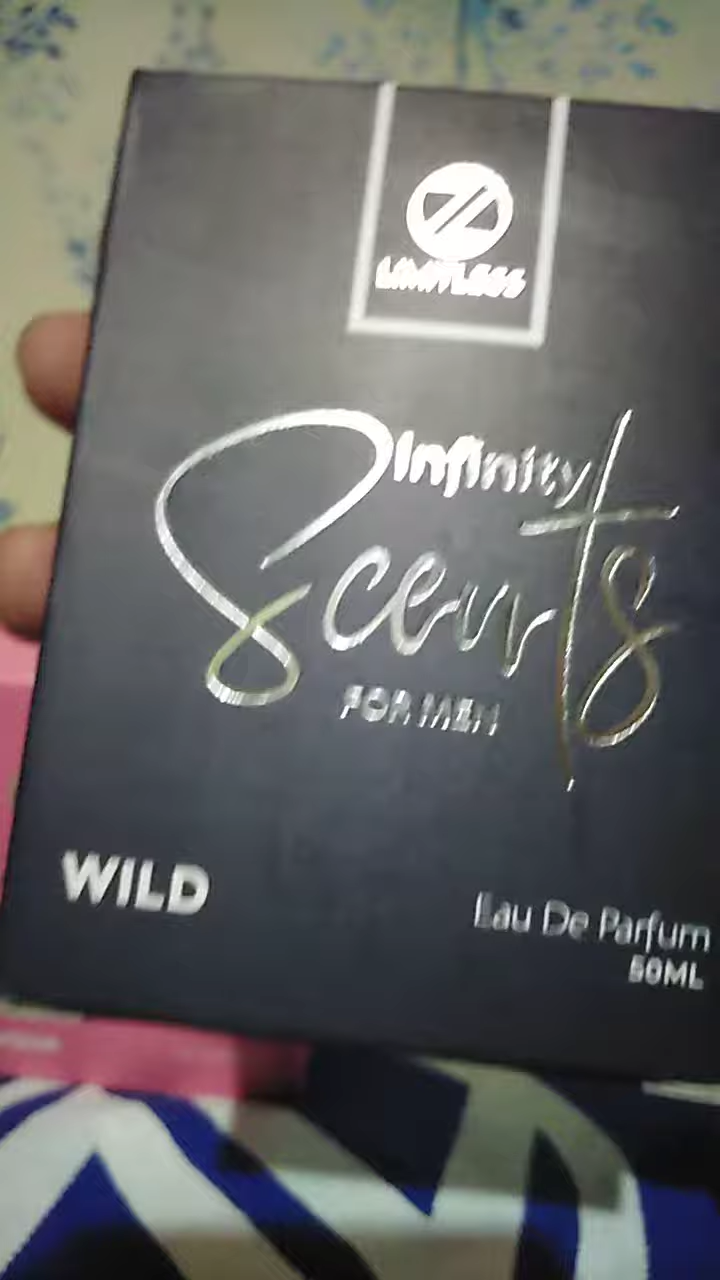 LIMITLESS
Infinity
Scents
FOR MEN
WILD
Eau De Parfum
50ML